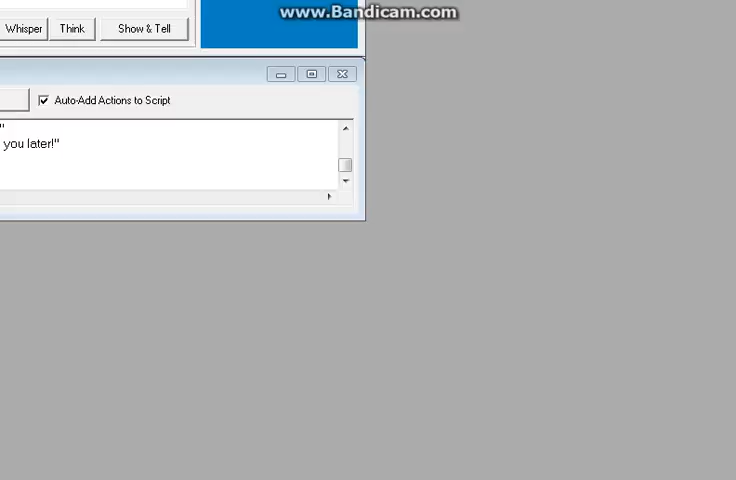 www.Bandicam.com
Whisper Think Show & Tell
Auto-Add Actions to Script
"
you later!"